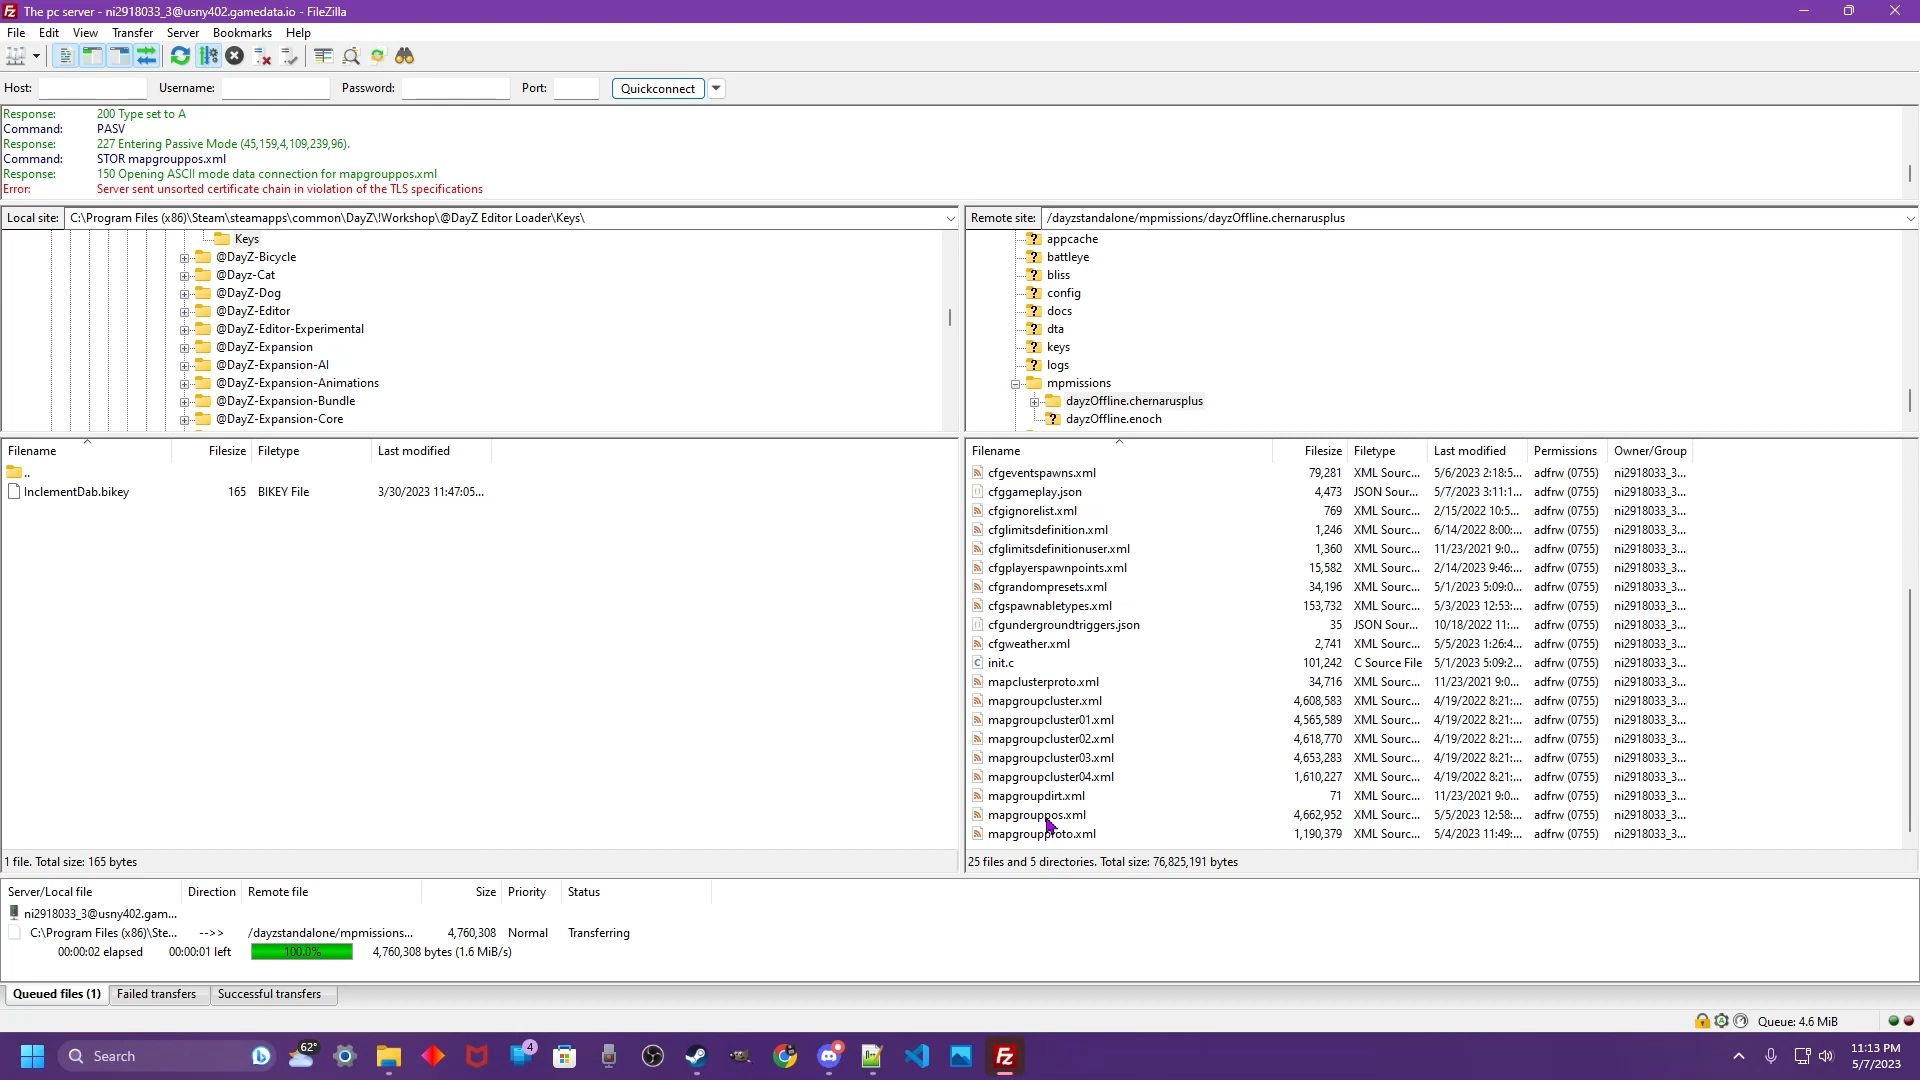 The pc server - ni2918033_3@usny402.gamedata.io - FileZilla
File Edit View Transfer Server Bookmarks Help
Host: Username: Password: Port: Quickconnect
Response: 200 Type set to A
Command: PASV
Response: 227 Entering Passive Mode (45,159,4,109,239,96).
Command: STOR mapgrouppos.xml
Response: 150 Opening ASCII mode data connection for mapgrouppos.xml
Error: Server sent unsorted certificate chain in violation of the TLS specifications
Local site: C:\Program Files (x86)\Steam\steamapps\common\DayZ\!Workshop\@DayZ Editor Loader\Keys\
Keys
@DayZ-Bicycle
@Dayz-Cat
@DayZ-Dog
@DayZ-Editor
@DayZ-Editor-Experimental
@DayZ-Expansion
@DayZ-Expansion-AI
@DayZ-Expansion-Animations
@DayZ-Expansion-Bundle
@DayZ-Expansion-Core
Remote site: /dayzstandalone/mpmissions/dayzOffline.chernarusplus
appcache
battleye
bliss
config
docs
dta
keys
logs
mpmissions
dayzOffline.chernarusplus
dayzOffline.enoch
Filename Filesize Filetype Last modified
..
InclementDab.bikey 165 BIKEY File 3/30/2023 11:47:05...
1 file. Total size: 165 bytes
Filename Filesize Filetype Last modified Permissions Owner/Group
cfgeventspawns.xml 79,281 XML Sourc... 5/6/2023 2:18:5... adfrw (0755) ni2918033_3...
cfggameplay.json 4,473 JSON Sour... 5/7/2023 3:11:1... adfrw (0755) ni2918033_3...
cfgignorelist.xml 769 XML Sourc... 2/15/2022 10:5... adfrw (0755) ni2918033_3...
cfglimitsdefinition.xml 1,246 XML Sourc... 6/14/2022 8:00:... adfrw (0755) ni2918033_3...
cfglimitsdefinitionuser.xml 1,360 XML Sourc... 11/23/2021 9:0... adfrw (0755) ni2918033_3...
cfgplayerspawnpoints.xml 15,582 XML Sourc... 2/14/2023 9:46:... adfrw (0755) ni2918033_3...
cfgrandompresets.xml 34,196 XML Sourc... 5/1/2023 5:09:0... adfrw (0755) ni2918033_3...
cfgspawnabletypes.xml 153,732 XML Sourc... 5/3/2023 12:53:... adfrw (0755) ni2918033_3...
cfgundergroundtriggers.json 35 JSON Sour... 10/18/2022 11:... adfrw (0755) ni2918033_3...
cfgweather.xml 2,741 XML Sourc... 5/5/2023 1:26:4... adfrw (0755) ni2918033_3...
init.c 101,242 C Source File 5/1/2023 5:09:2... adfrw (0755) ni2918033_3...
mapclusterproto.xml 34,716 XML Sourc... 11/23/2021 9:0... adfrw (0755) ni2918033_3...
mapgroupcluster.xml 4,608,583 XML Sourc... 4/19/2022 8:21:... adfrw (0755) ni2918033_3...
mapgroupcluster01.xml 4,565,589 XML Sourc... 4/19/2022 8:21:... adfrw (0755) ni2918033_3...
mapgroupcluster02.xml 4,618,770 XML Sourc... 4/19/2022 8:21:... adfrw (0755) ni2918033_3...
mapgroupcluster03.xml 4,653,283 XML Sourc... 4/19/2022 8:21:... adfrw (0755) ni2918033_3...
mapgroupcluster04.xml 1,610,227 XML Sourc... 4/19/2022 8:21:... adfrw (0755) ni2918033_3...
mapgroupdirt.xml 71 XML Sourc... 11/23/2021 9:0... adfrw (0755) ni2918033_3...
mapgrouppos.xml 4,662,952 XML Sourc... 5/5/2023 12:58:... adfrw (0755) ni2918033_3...
mapgroupproto.xml 1,190,379 XML Sourc... 5/4/2023 11:49:... adfrw (0755) ni2918033_3...
25 files and 5 directories. Total size: 76,825,191 bytes
Server/Local file Direction Remote file Size Priority Status
ni2918033_3@usny402.gam...
C:\Program Files (x86)\Ste... -->> /dayzstandalone/mpmissions... 4,760,308 Normal Transferring
00:00:02 elapsed 00:00:01 left 100.0% 4,760,308 bytes (1.6 MiB/s)
Queued files (1) Failed transfers Successful transfers
Queue: 4.6 MiB
Search 62° 4 11:13 PM
5/7/2023